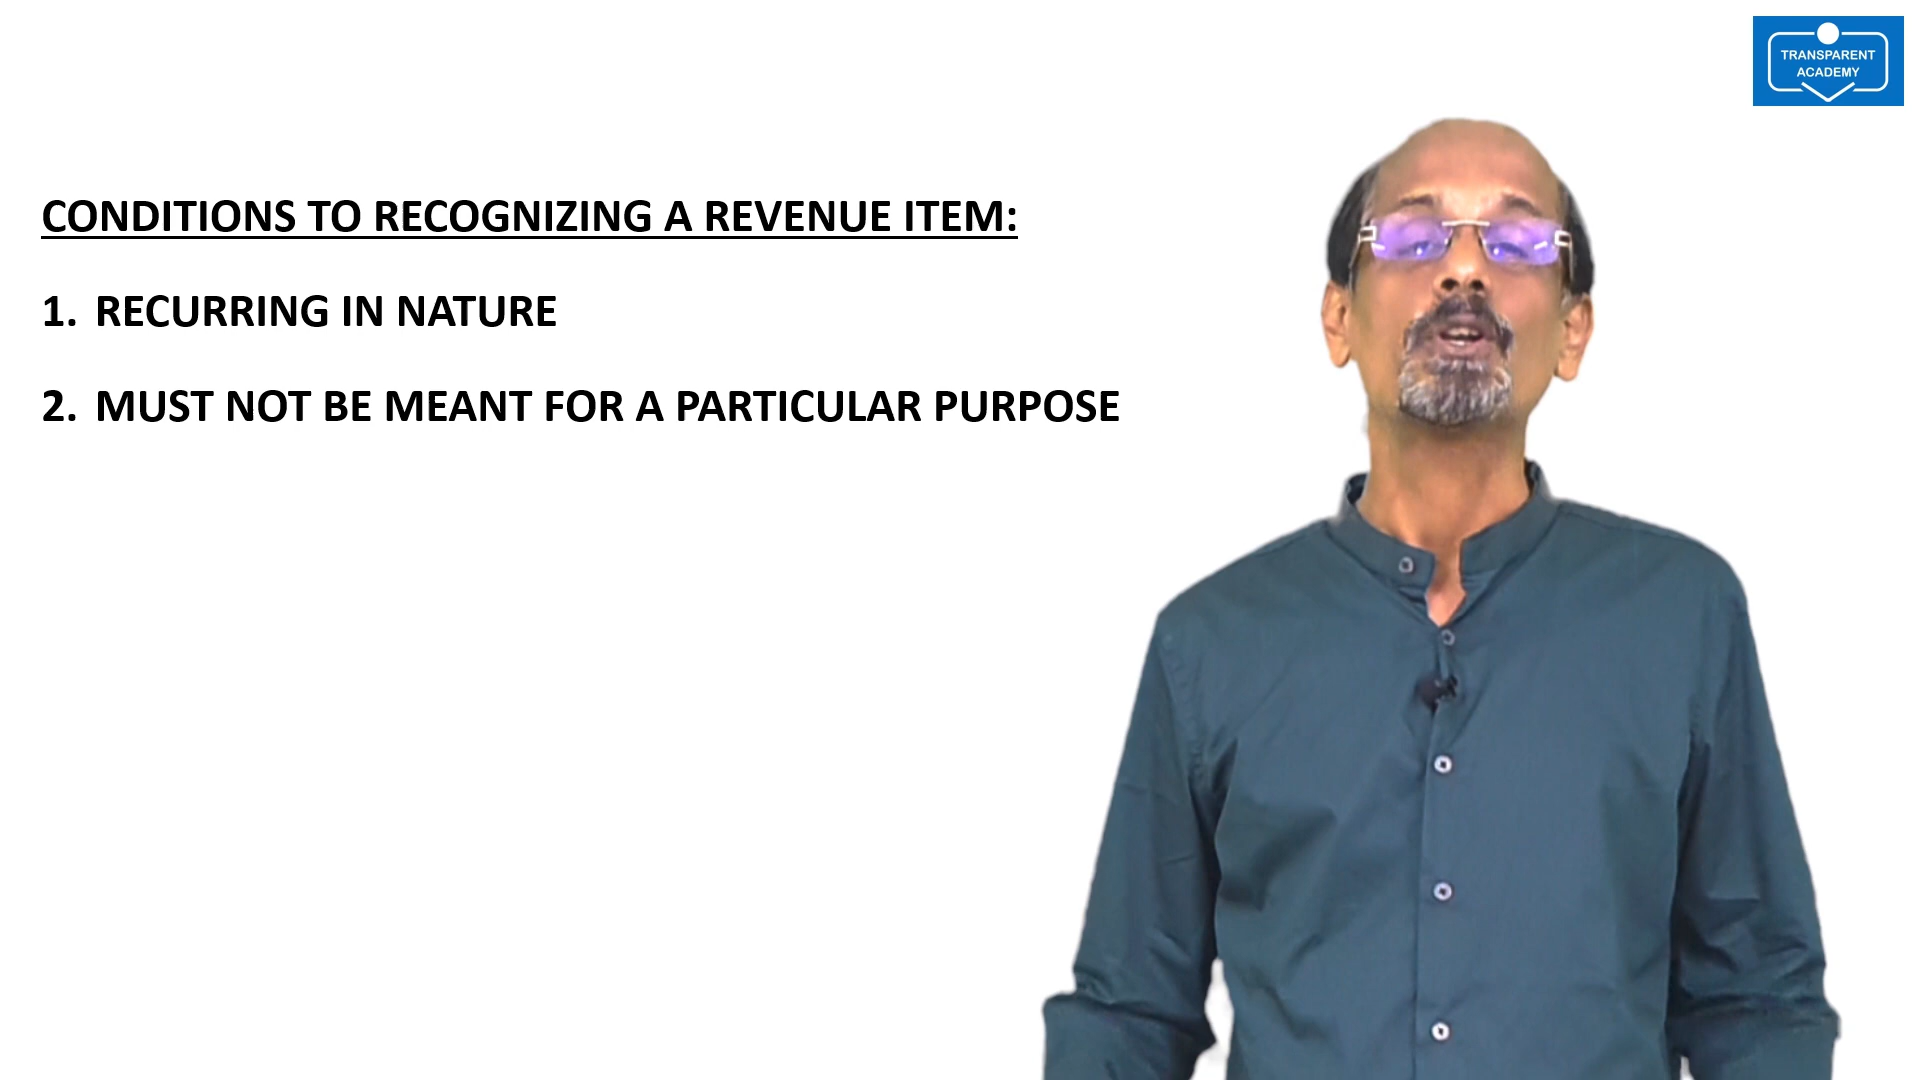 TRANSPARENT
ACADEMY
CONDITIONS TO RECOGNIZING A REVENUE ITEM:
1. RECURRING IN NATURE
2. MUST NOT BE MEANT FOR A PARTICULAR PURPOSE